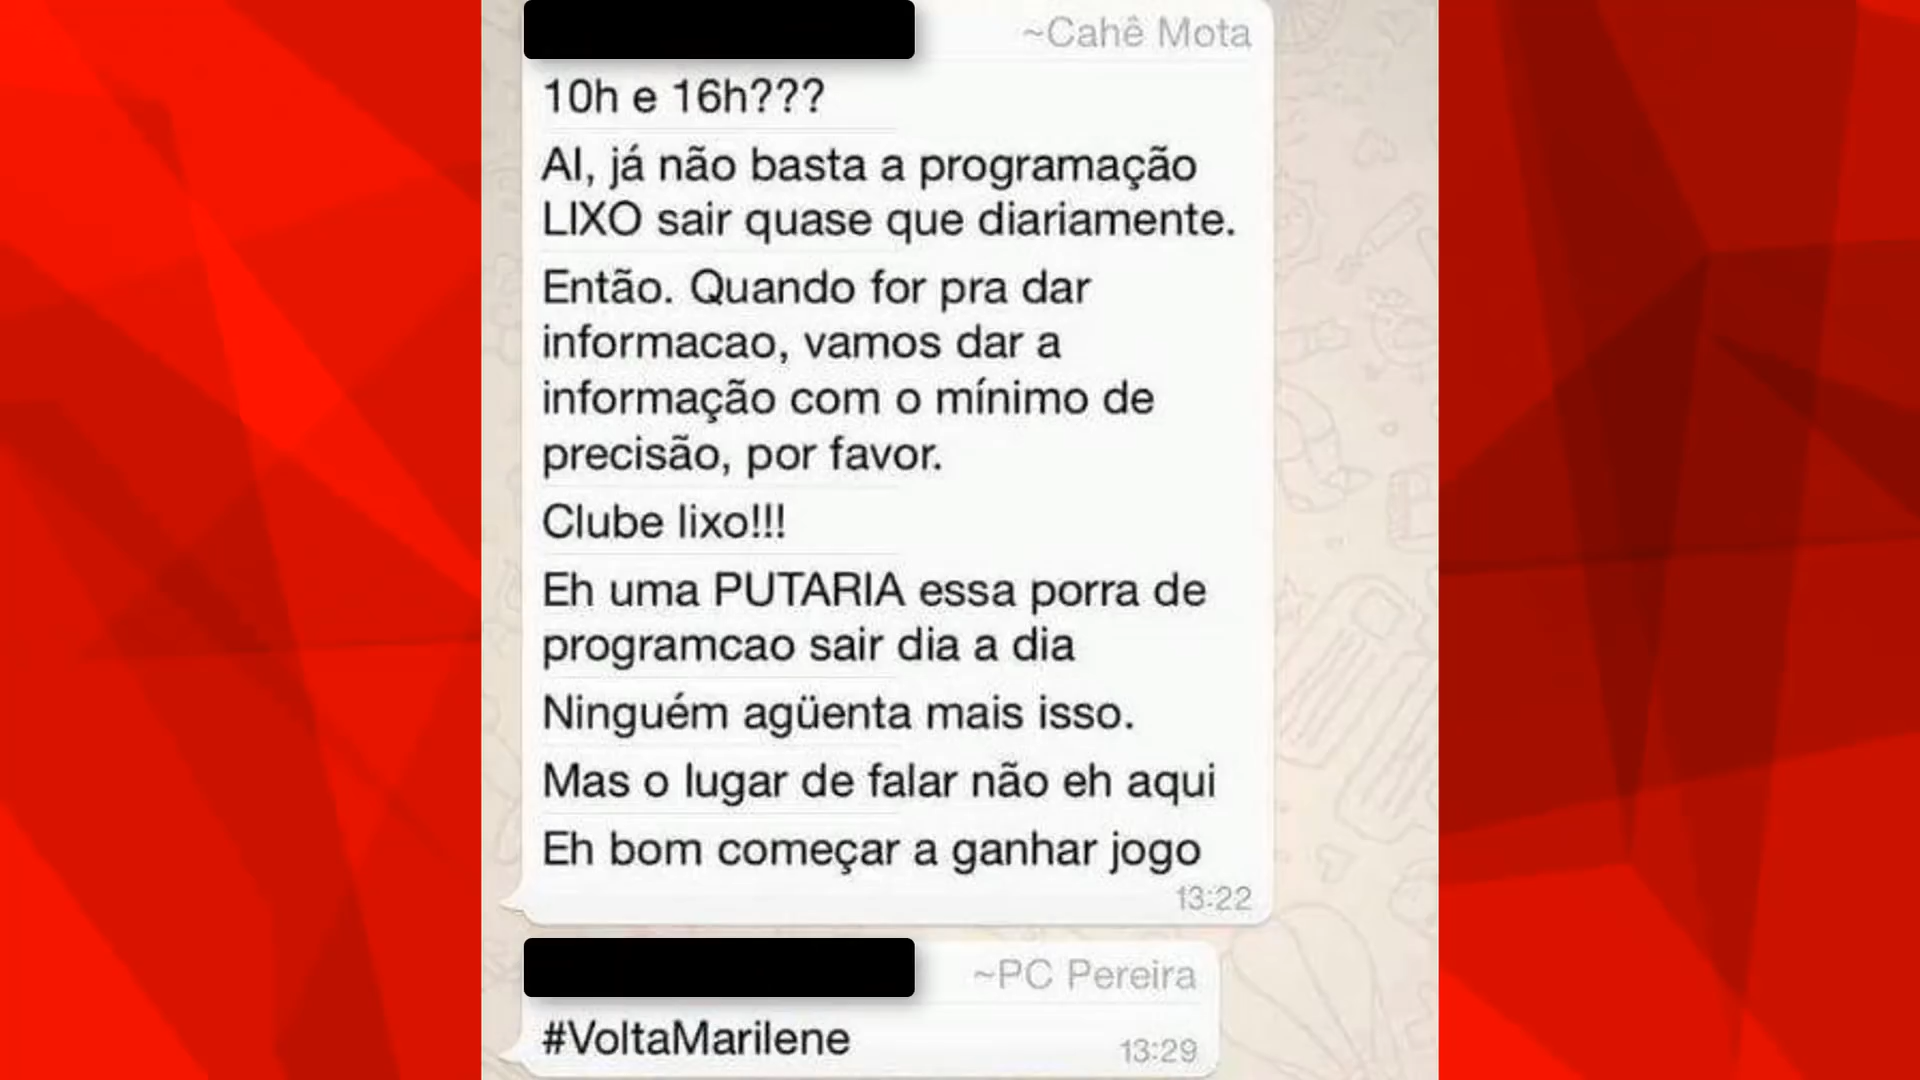 ~Cahê Mota
10h e 16h???
AI, já não basta a programação
LIXO sair quase que diariamente.
Então. Quando for pra dar
informacao, vamos dar a
informação com o mínimo de
precisão, por favor.
Clube lixo!!!
Eh uma PUTARIA essa porra de
programcao sair dia a dia
Ninguém agüenta mais isso.
Mas o lugar de falar não eh aqui
Eh bom começar a ganhar jogo
13:22
~PC Pereira
#VoltaMarilene
13:29